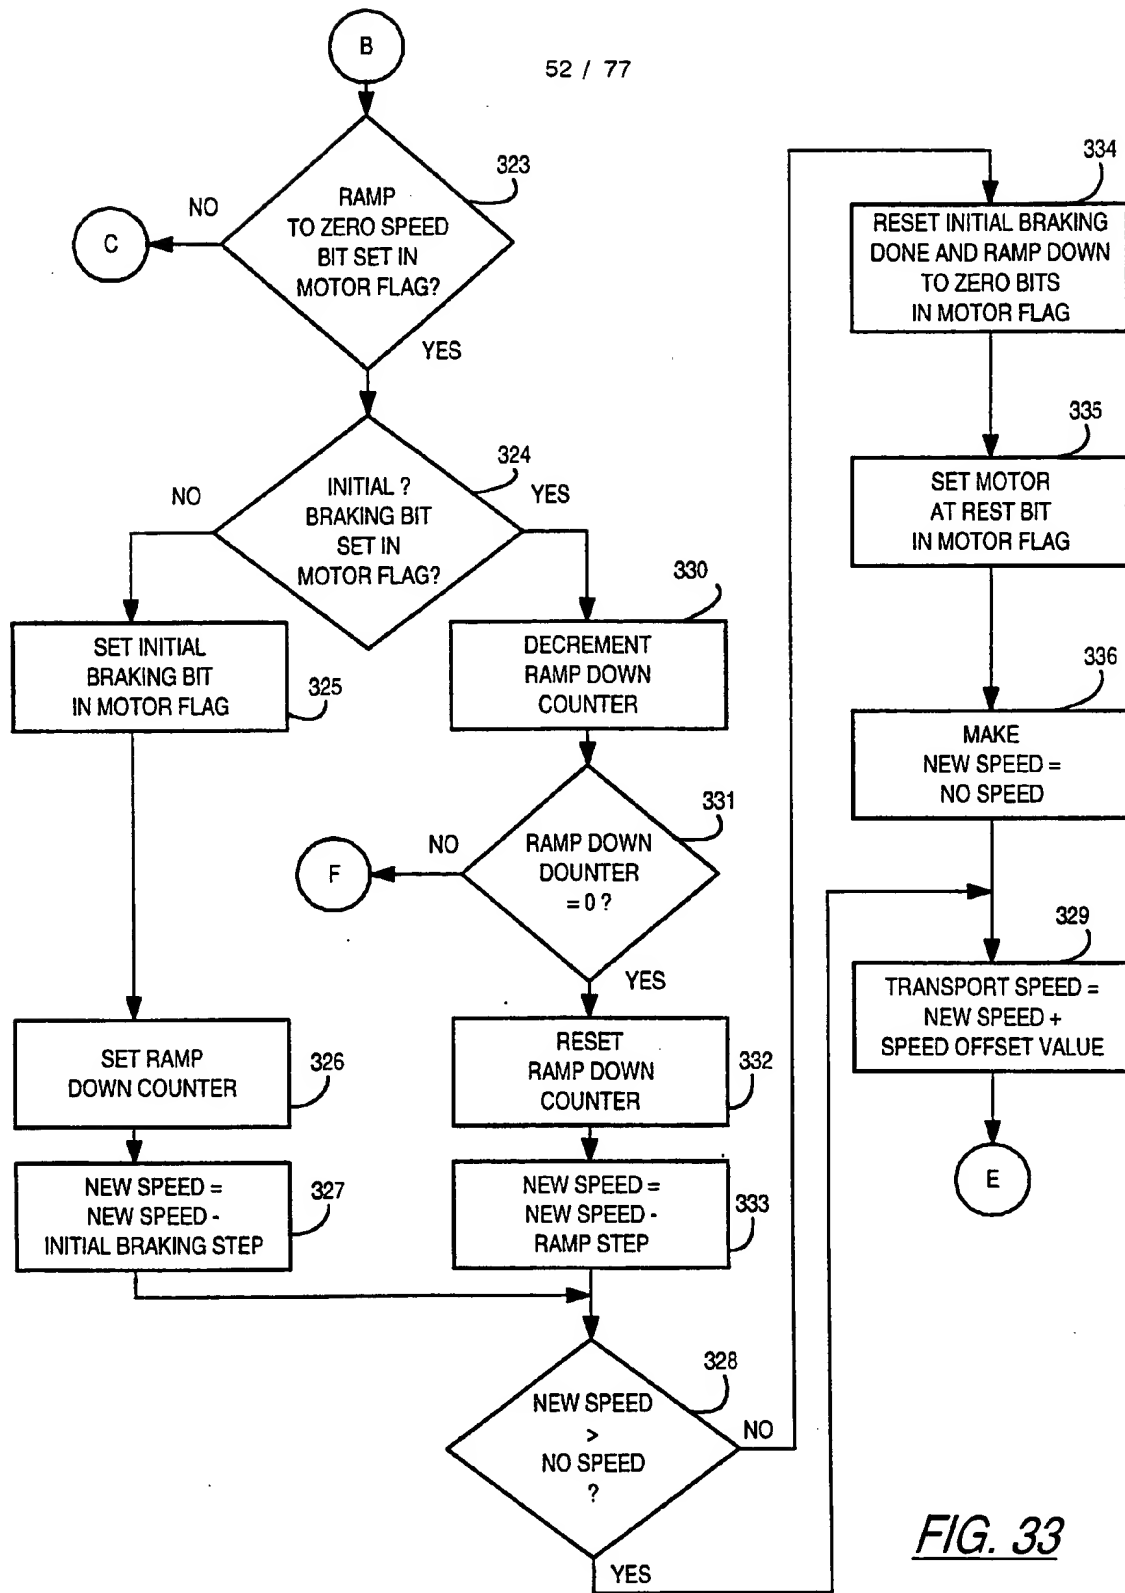 B
52 / 77
323
RAMP
TO ZERO SPEED
BIT SET IN
MOTOR FLAG?
NO
C
YES
324
INITIAL ?
BRAKING BIT
SET IN
MOTOR FLAG?
NO
YES
SET INITIAL
BRAKING BIT
IN MOTOR FLAG
325
330
DECREMENT
RAMP DOWN
COUNTER
331
RAMP DOWN
DOUNTER
= 0 ?
NO
F
YES
SET RAMP
DOWN COUNTER
326
RESET
RAMP DOWN
COUNTER
332
NEW SPEED =
NEW SPEED -
INITIAL BRAKING STEP
327
NEW SPEED =
NEW SPEED -
RAMP STEP
333
328
NEW SPEED
>
NO SPEED
?
NO
YES
334
RESET INITIAL BRAKING
DONE AND RAMP DOWN
TO ZERO BITS
IN MOTOR FLAG
335
SET MOTOR
AT REST BIT
IN MOTOR FLAG
336
MAKE
NEW SPEED =
NO SPEED
329
TRANSPORT SPEED =
NEW SPEED +
SPEED OFFSET VALUE
E
FIG. 33